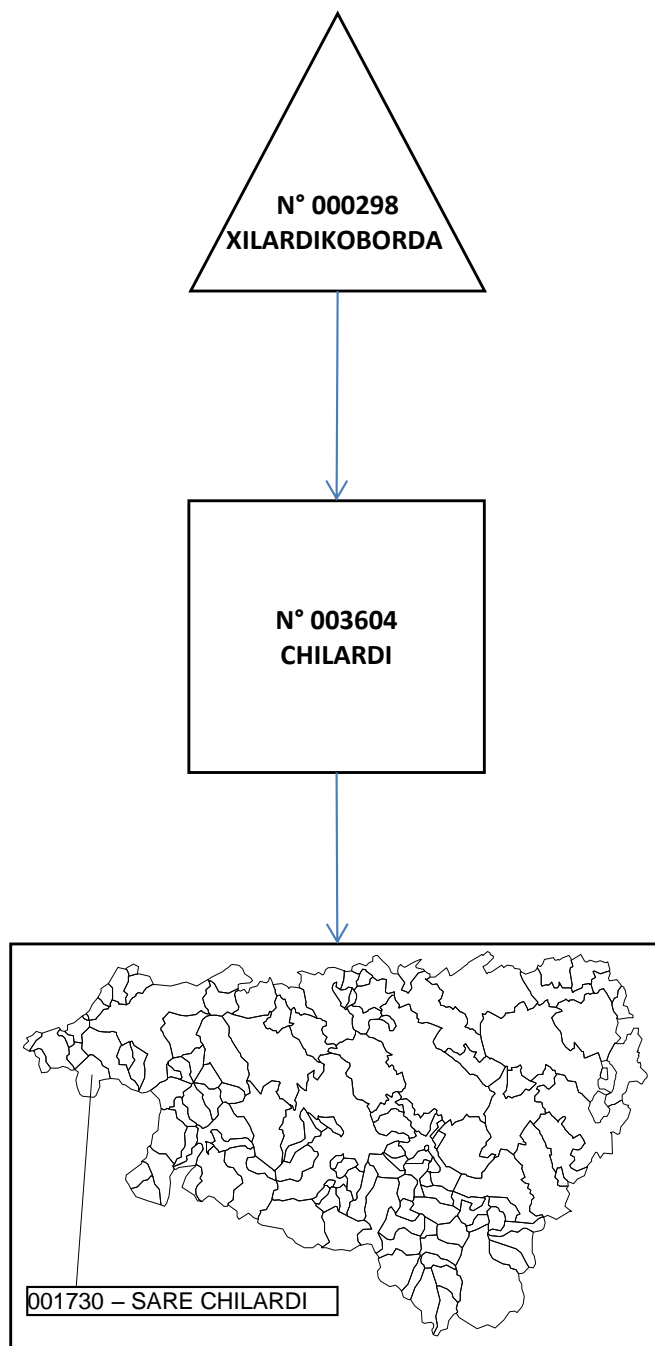 N° 000298
XILARDIKOBORDA
N° 003604
CHILARDI
001730 – SARE CHILARDI